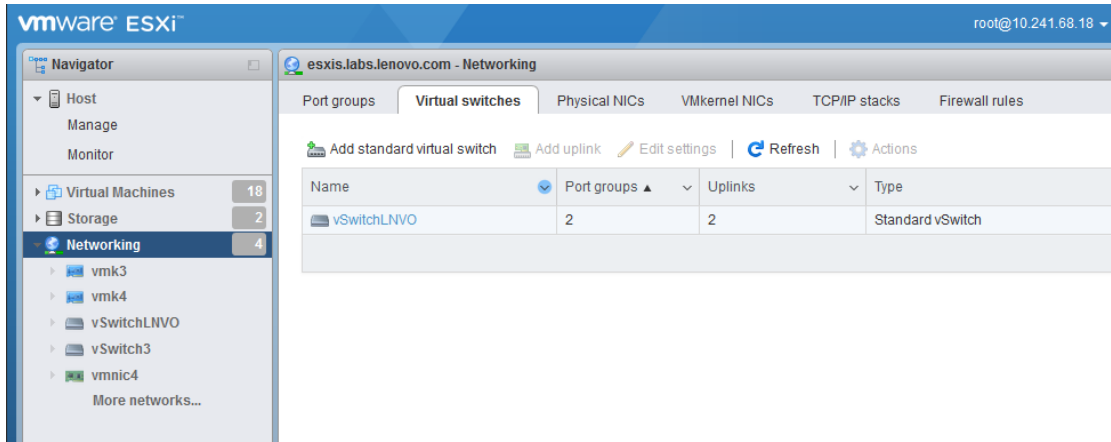 vmware ESXi™
root@10.241.68.18
Navigator
Host
Manage
Monitor
Virtual Machines 18
Storage 2
Networking 4
vmk3
vmk4
vSwitchLNVO
vSwitch3
vmnic4
More networks...
esxis.labs.lenovo.com - Networking
Port groups Virtual switches Physical NICs VMkernel NICs TCP/IP stacks Firewall rules
Add standard virtual switch Add uplink Edit settings Refresh Actions
Name Port groups ▲ Uplinks Type
vSwitchLNVO 2 2 Standard vSwitch